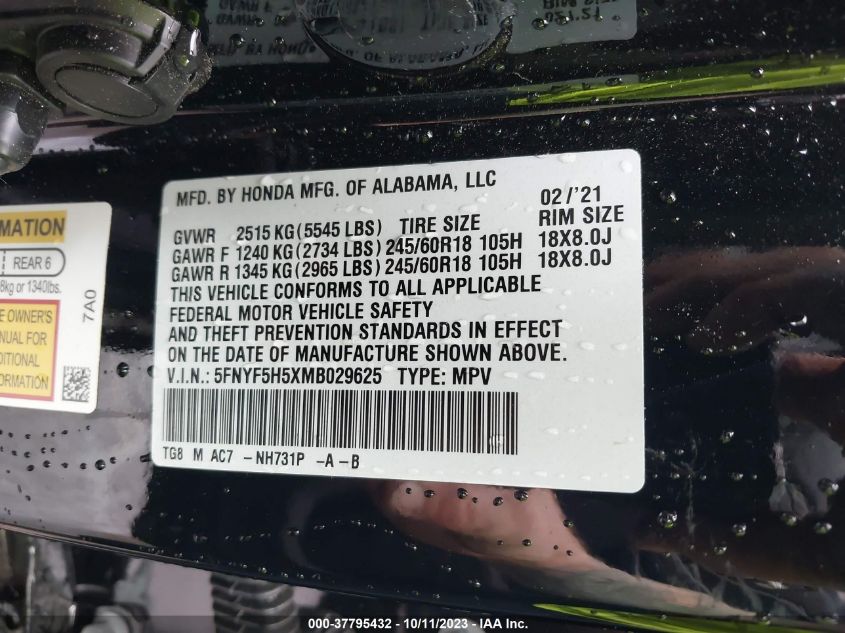 MFD. BY HONDA MFG. OF ALABAMA, LLC 02/'21
GVWR 2515 KG(5545 LBS) TIRE SIZE RIM SIZE
GAWR F 1240 KG(2734 LBS) 245/60R18 105H 18X8.0J
GAWR R 1345 KG(2965 LBS) 245/60R18 105H 18X8.0J
THIS VEHICLE CONFORMS TO ALL APPLICABLE
FEDERAL MOTOR VEHICLE SAFETY
AND THEFT PREVENTION STANDARDS IN EFFECT
ON THE DATE OF MANUFACTURE SHOWN ABOVE.
V.I.N.: 5FNYF5H5XMB029625 TYPE: MPV
TG8 M AC7 -NH731P -A-B
REAR 6
or 1340lbs.
OWNER'S
FOR
7A0
000-37795432 - 10/11/2023 - IAA Inc.